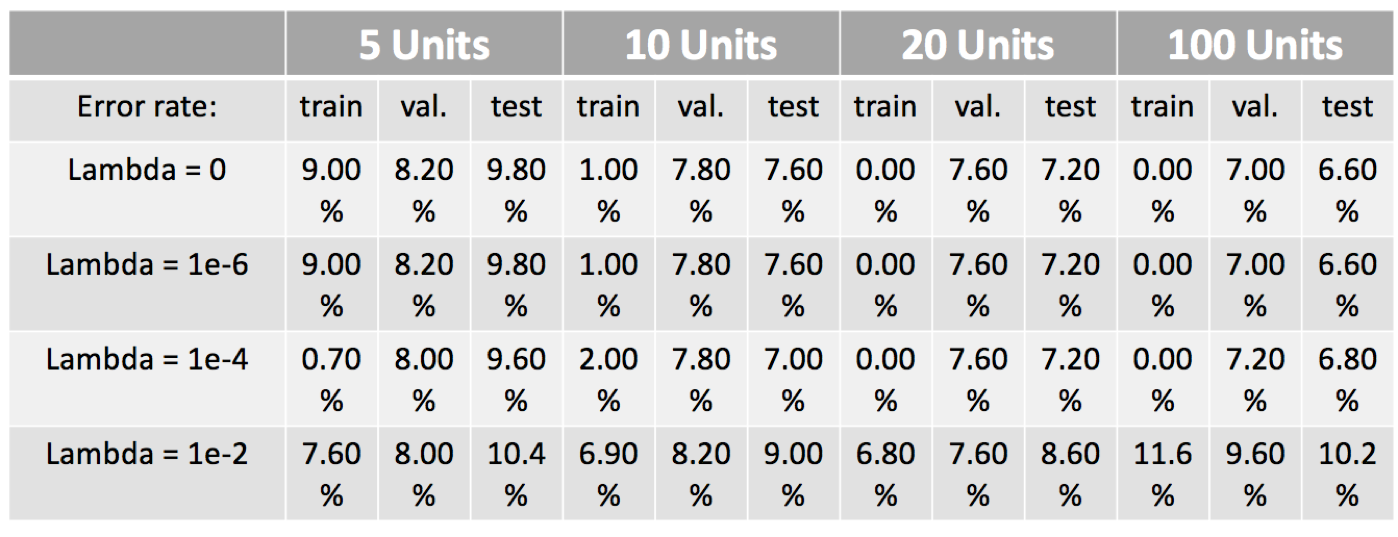 5 Units 10 Units 20 Units 100 Units
Error rate: train val. test train val. test train val. test train val. test
Lambda = 0 9.00 8.20 9.80 1.00 7.80 7.60 0.00 7.60 7.20 0.00 7.00 6.60
% % % % % % % % % % % %
Lambda = 1e-6 9.00 8.20 9.80 1.00 7.80 7.60 0.00 7.60 7.20 0.00 7.00 6.60
% % % % % % % % % % % %
Lambda = 1e-4 0.70 8.00 9.60 2.00 7.80 7.00 0.00 7.60 7.20 0.00 7.20 6.80
% % % % % % % % % % % %
Lambda = 1e-2 7.60 8.00 10.4 6.90 8.20 9.00 6.80 7.60 8.60 11.6 9.60 10.2
% % % % % % % % % % % %